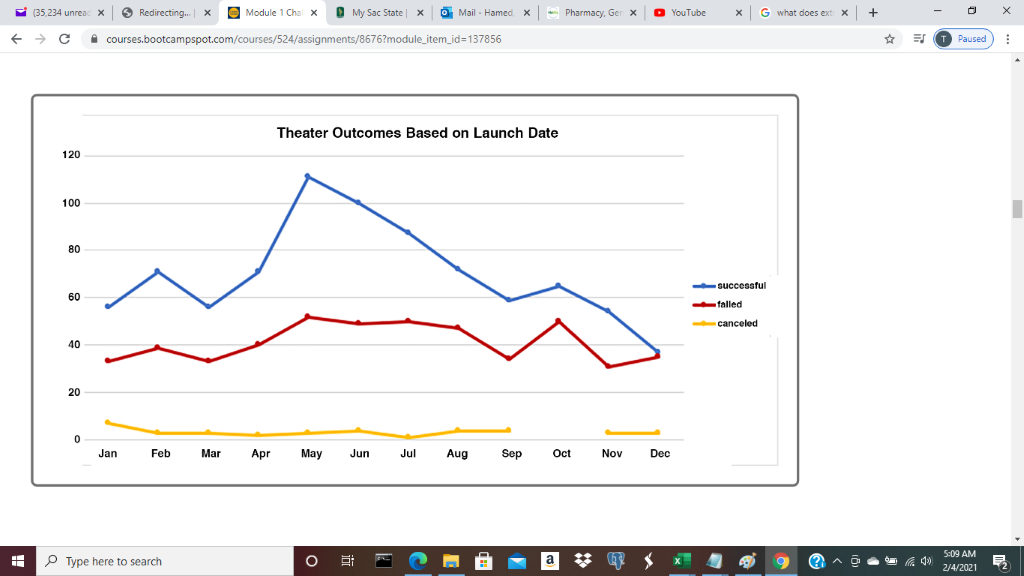 (35,234 unread
Redirecting...
Module 1 Chal
My Sac State |
Mail - Hamed,
Pharmacy, Ger
YouTube
what does ext
courses.bootcampspot.com/courses/524/assignments/8676?module_item_id=137856
T Paused
Theater Outcomes Based on Launch Date
120
100
80
60
40
20
0
Jan Feb Mar Apr May Jun Jul Aug Sep Oct Nov Dec
successful
failed
canceled
Type here to search
5:09 AM
2/4/2021
2